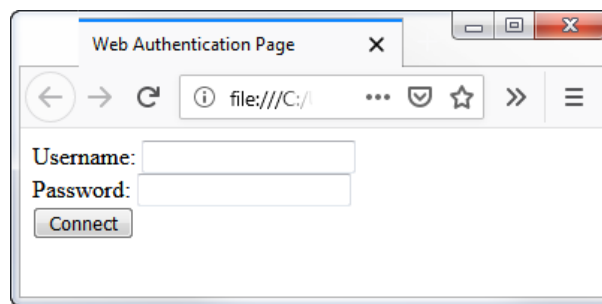 Web Authentication Page
file:///C:/
Username:
Password:
Connect